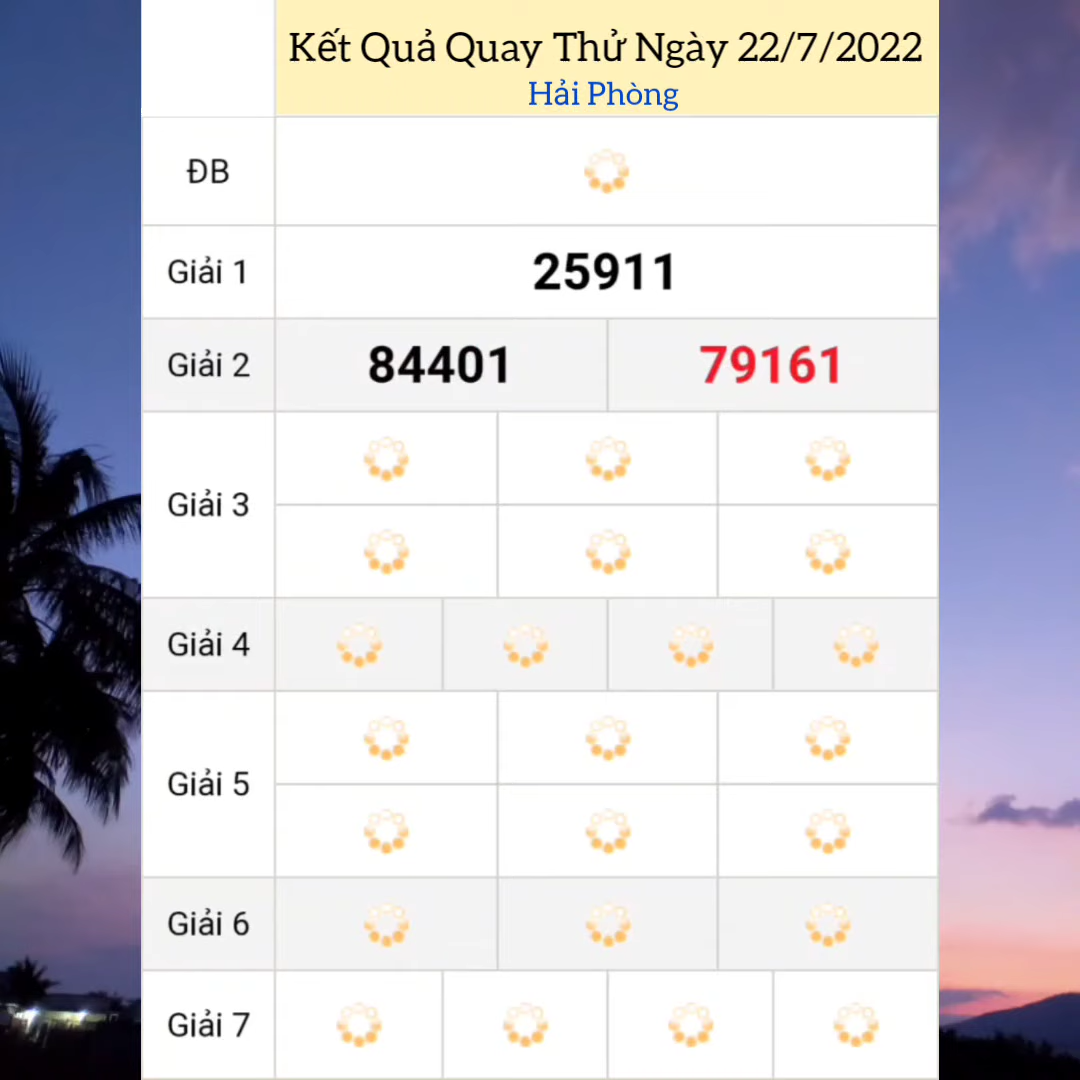 Kết Quả Quay Thử Ngày 22/7/2022
Hải Phòng
ĐB
Giải 1 25911
Giải 2 84401 79161
Giải 3
Giải 4
Giải 5
Giải 6
Giải 7